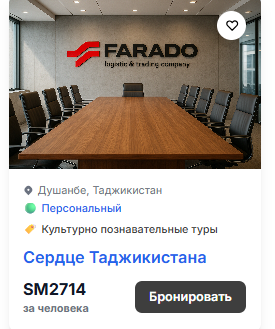 FARADO
logistic & trading company
Душанбе, Таджикистан
Персональный
Культурно познавательные туры
Сердце Таджикистана
SM2714
за человека
Бронировать